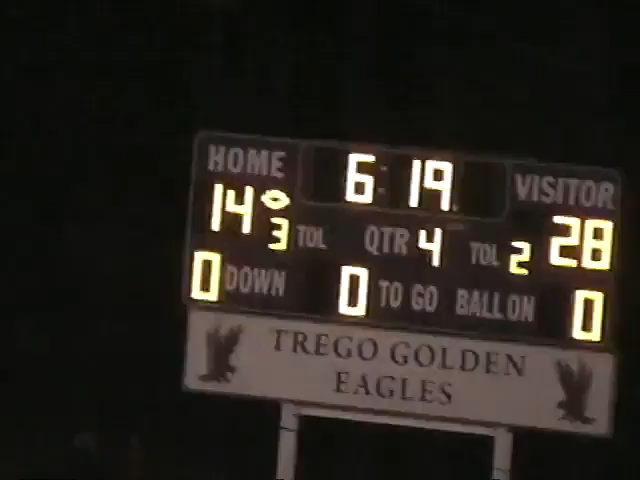 HOME 6:19 VISITOR
14 3 TOL QTR 4 TOL 2 28
0 DOWN 0 TO GO BALL ON 0
TREGO GOLDEN
EAGLES